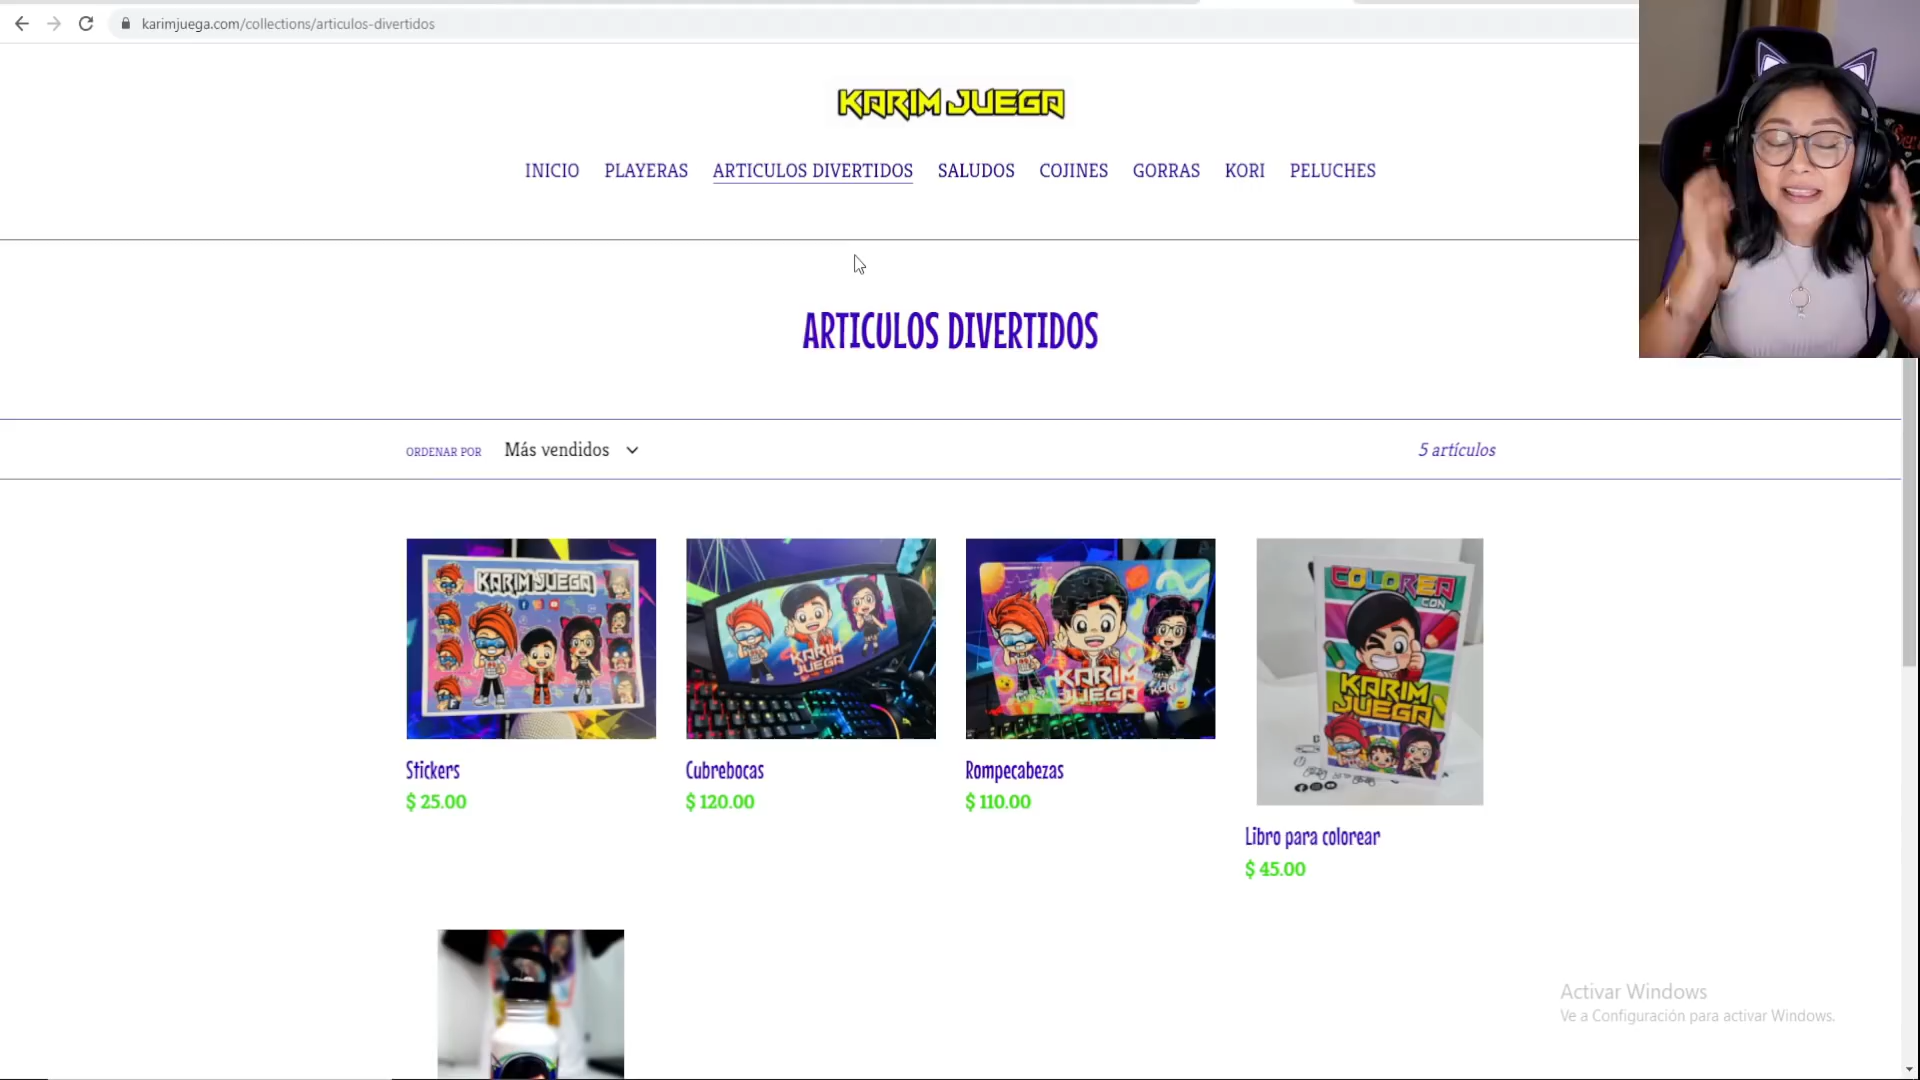 karimjuega.com/collections/articulos-divertidos
KARIM JUEGA
INICIO PLAYERAS ARTICULOS DIVERTIDOS SALUDOS COJINES GORRAS KORI PELUCHES
ARTICULOS DIVERTIDOS
ORDENAR POR Más vendidos 5 artículos
KARIM JUEGA
KARIM
JUEGA
KARIM
JUEGA
COLOREA
CON
KARIM
JUEGA
Stickers
$ 25.00
Cubrebocas
$ 120.00
Rompecabezas
$ 110.00
Libro para colorear
$ 45.00
Activar Windows
Ve a Configuración para activar Windows.